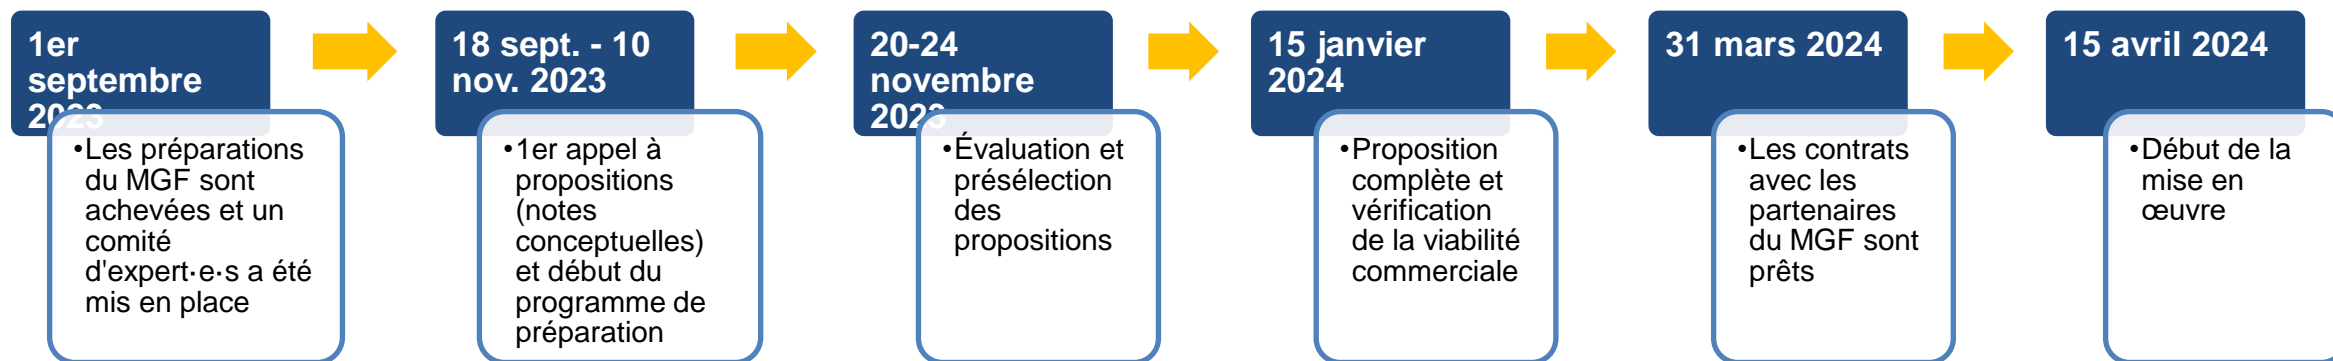 1er
septembre
2023
•Les préparations
du MGF sont
achevées et un
comité
d'expert·e·s a été
mis en place
18 sept. - 10
nov. 2023
•1er appel à
propositions
(notes
conceptuelles)
et début du
programme de
préparation
20-24
novembre
2023
•Évaluation et
présélection
des
propositions
15 janvier
2024
•Proposition
complète et
vérification
de la viabilité
commerciale
31 mars 2024
•Les contrats
avec les
partenaires
du MGF sont
prêts
15 avril 2024
•Début de la
mise en
œuvre